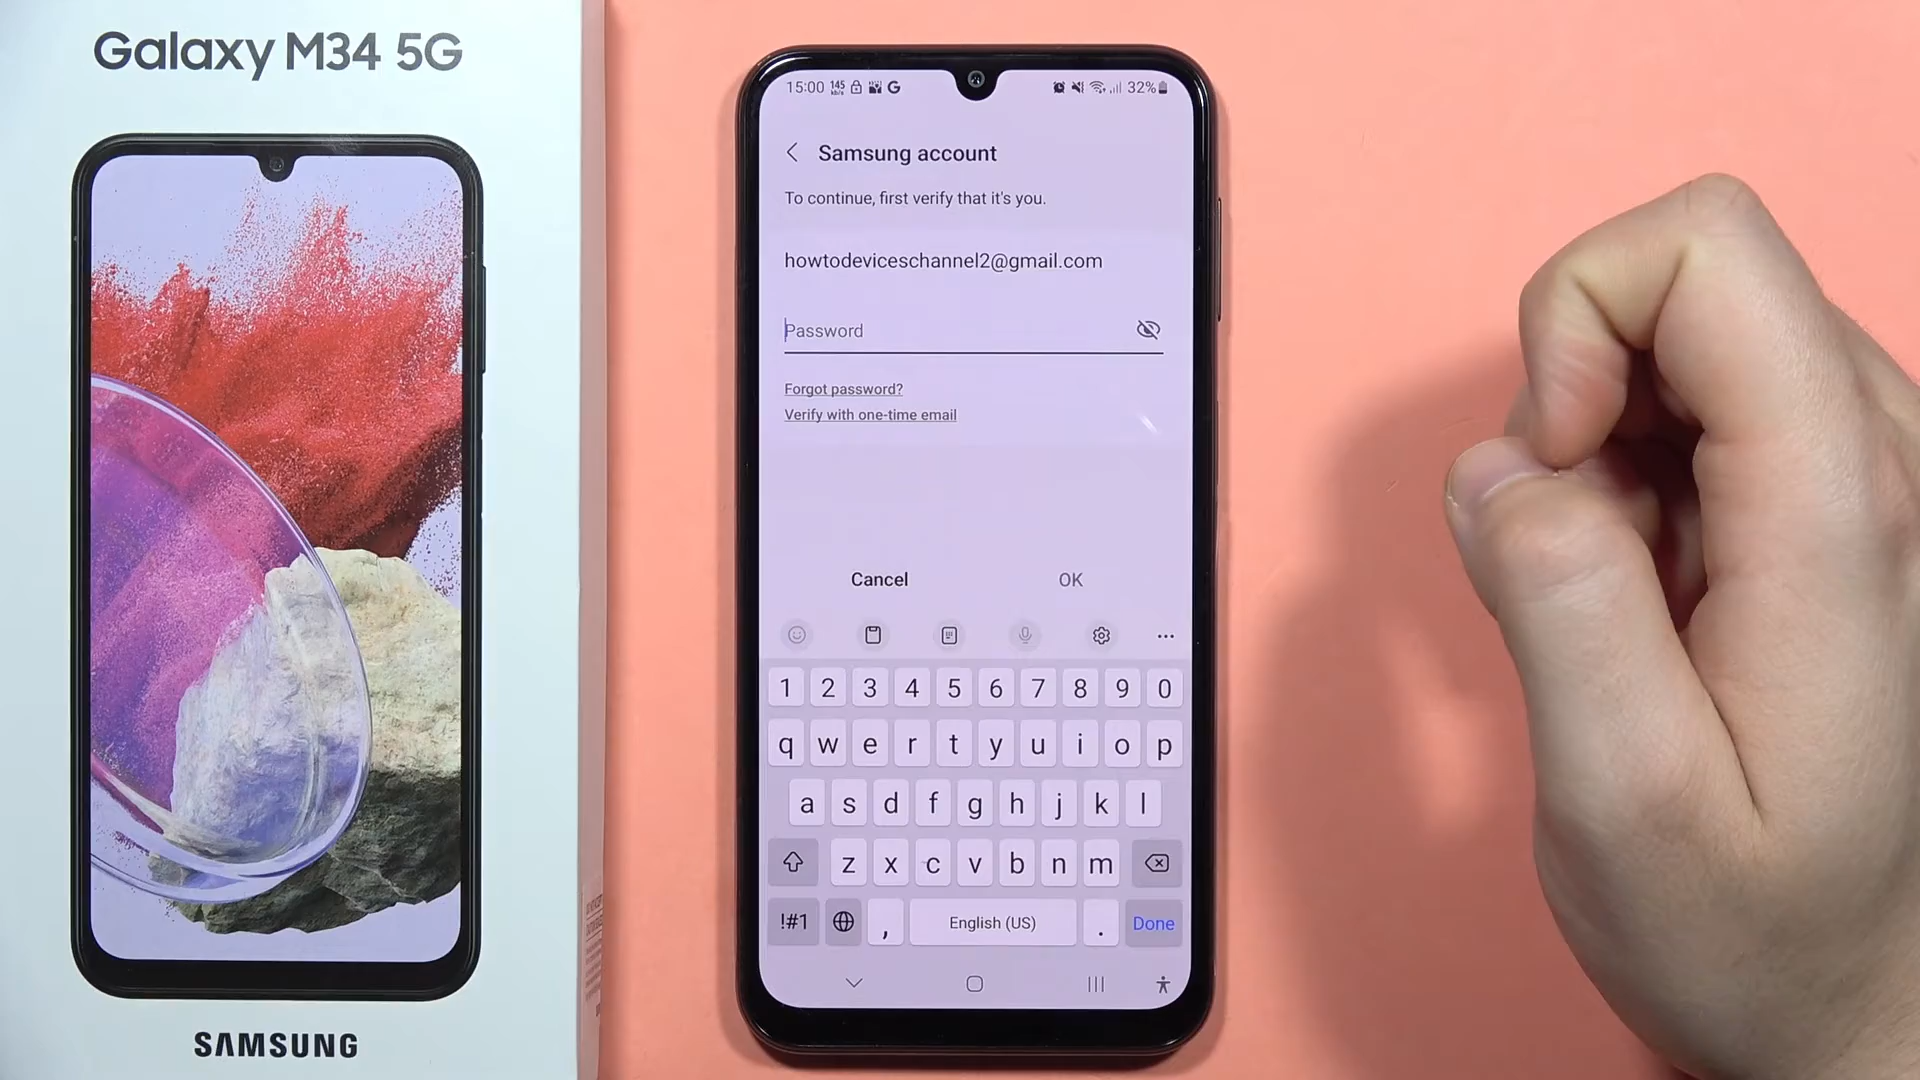 Galaxy M34 5G
SAMSUNG
15:00 145 kb/s G 32%
Samsung account
To continue, first verify that it's you.
howtodeviceschannel2@gmail.com
Password
Forgot password?
Verify with one-time email
Cancel OK
1 2 3 4 5 6 7 8 9 0
q w e r t y u i o p
a s d f g h j k l
z x c v b n m
!#1 , English (US) . Done